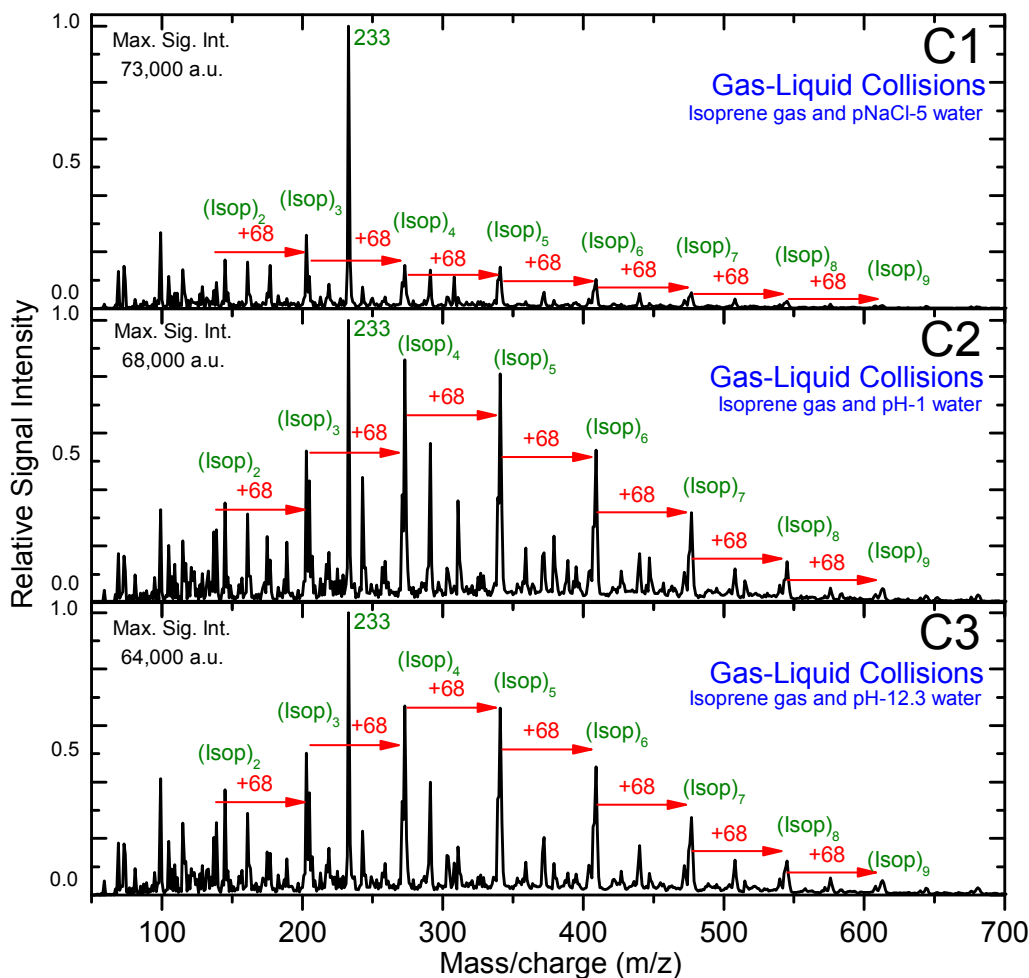 Relative Signal Intensity
1.0
0.5
0.0
Max. Sig. Int.
73,000 a.u.
233
C1
Gas-Liquid Collisions
Isoprene gas and pNaCl-5 water
(Isop)2
+68
(Isop)3
+68
(Isop)4
+68
(Isop)5
+68
(Isop)6
+68
(Isop)7
+68
(Isop)8
+68
(Isop)9
1.0
0.5
0.0
Max. Sig. Int.
68,000 a.u.
233
C2
Gas-Liquid Collisions
Isoprene gas and pH-1 water
(Isop)2
+68
(Isop)3
+68
(Isop)4
+68
(Isop)5
+68
(Isop)6
+68
(Isop)7
+68
(Isop)8
+68
(Isop)9
1.0
0.5
0.0
Max. Sig. Int.
64,000 a.u.
233
C3
Gas-Liquid Collisions
Isoprene gas and pH-12.3 water
(Isop)2
+68
(Isop)3
+68
(Isop)4
+68
(Isop)5
+68
(Isop)6
+68
(Isop)7
+68
(Isop)8
+68
(Isop)9
100 200 300 400 500 600 700
Mass/charge (m/z)